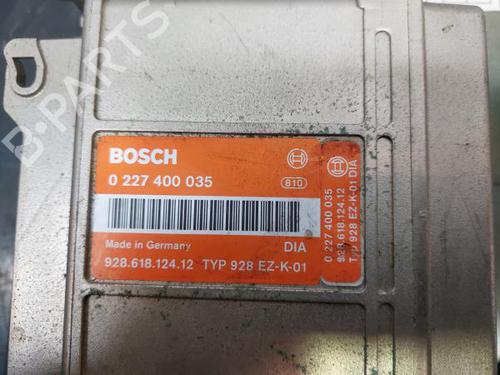 BOSCH
0 227 400 035
810
Made in Germany
DIA
928.618.124.12 TYP 928 EZ-K-01
0 227 400 035
928.618.124.12
Typ 928 EZ-K-01 DIA
B-PARTS